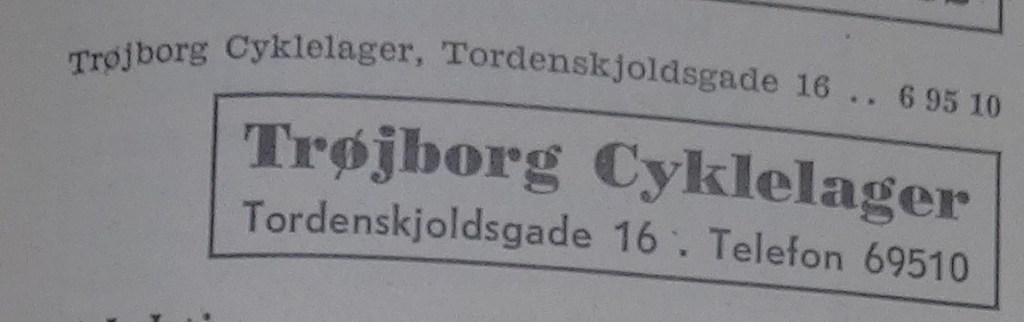 Trøjborg Cyklelager, Tordenskjoldsgade 16 .. 6 95 10
Trøjborg Cyklelager
Tordenskjoldsgade 16 . Telefon 69510